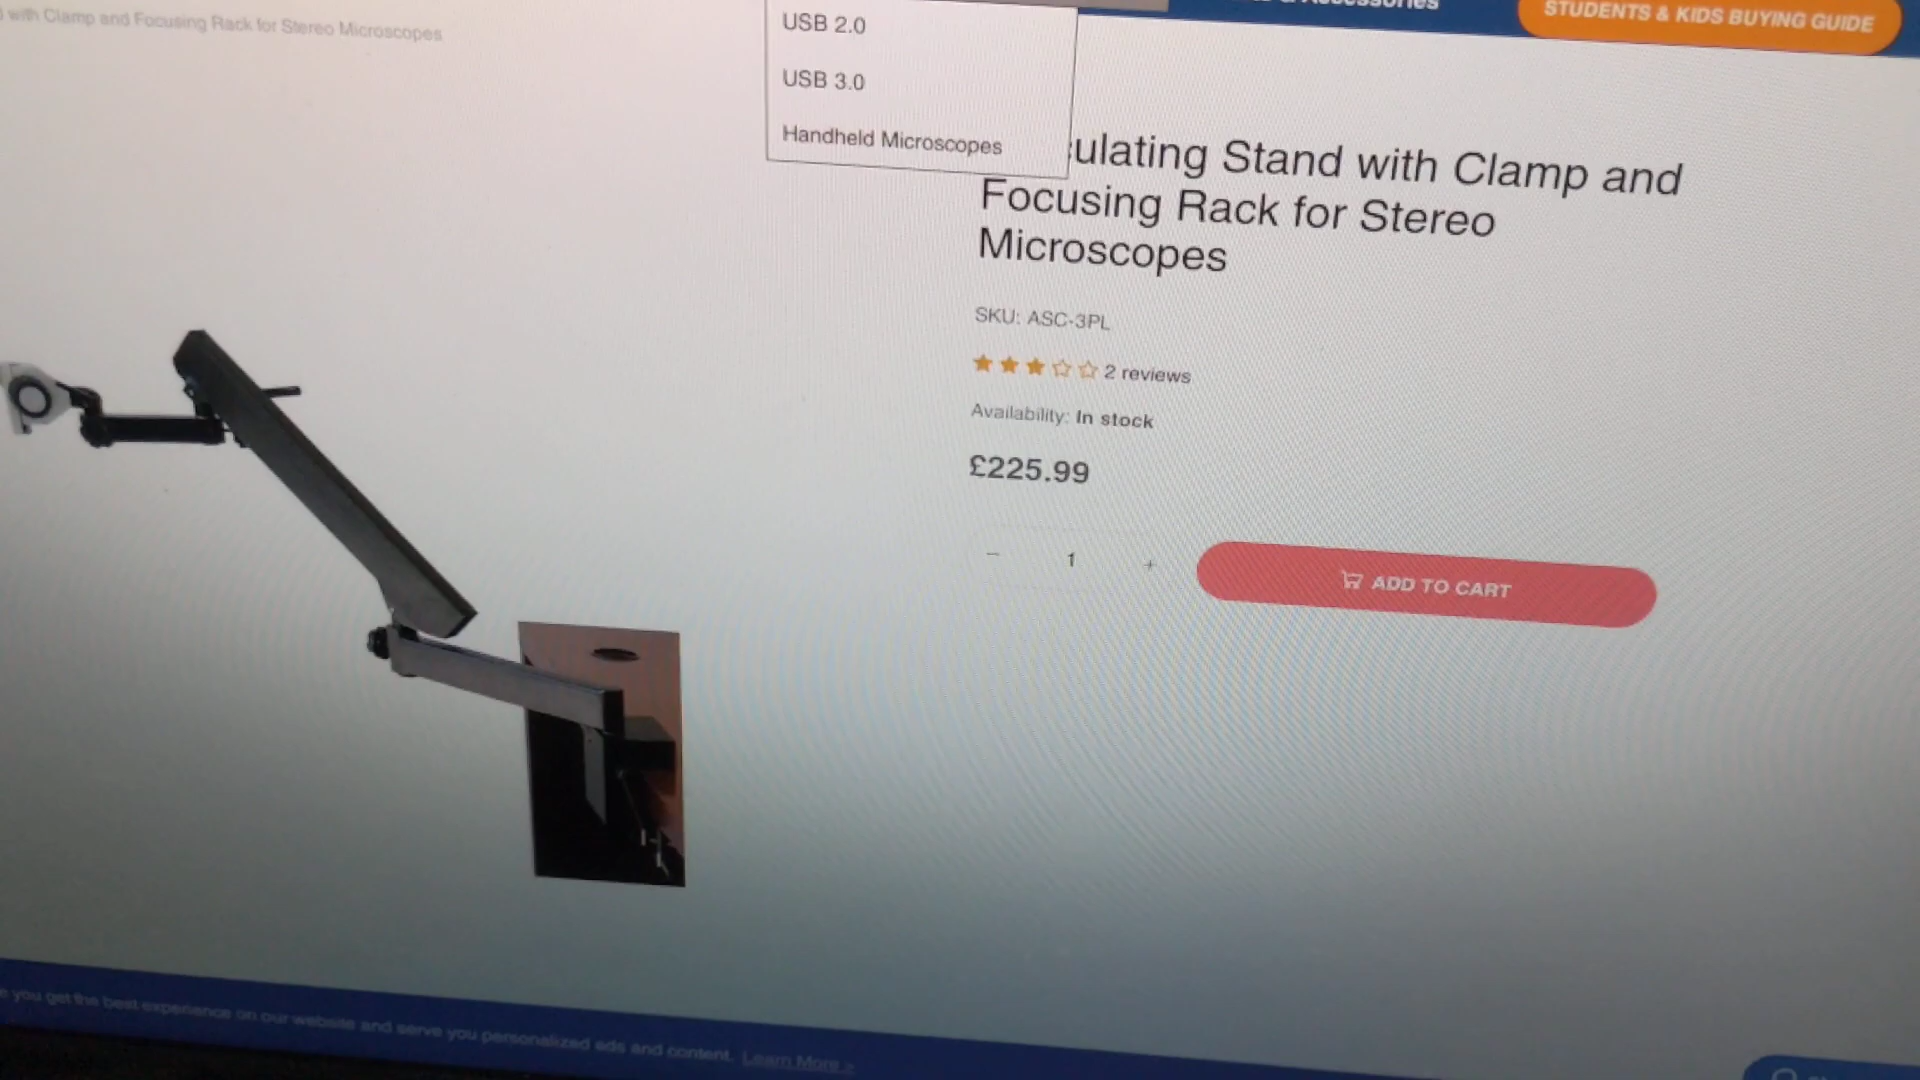 with Clamp and Focusing Rack for Stereo Microscopes
USB 2.0
USB 3.0
Handheld Microscopes
STUDENTS & KIDS BUYING GUIDE
ulating Stand with Clamp and
Focusing Rack for Stereo
Microscopes
SKU: ASC-3PL
2 reviews
Availability: In stock
£225.99
− 1 +
ADD TO CART
you get the best experience on our website and serve you personalized ads and content. Learn More >